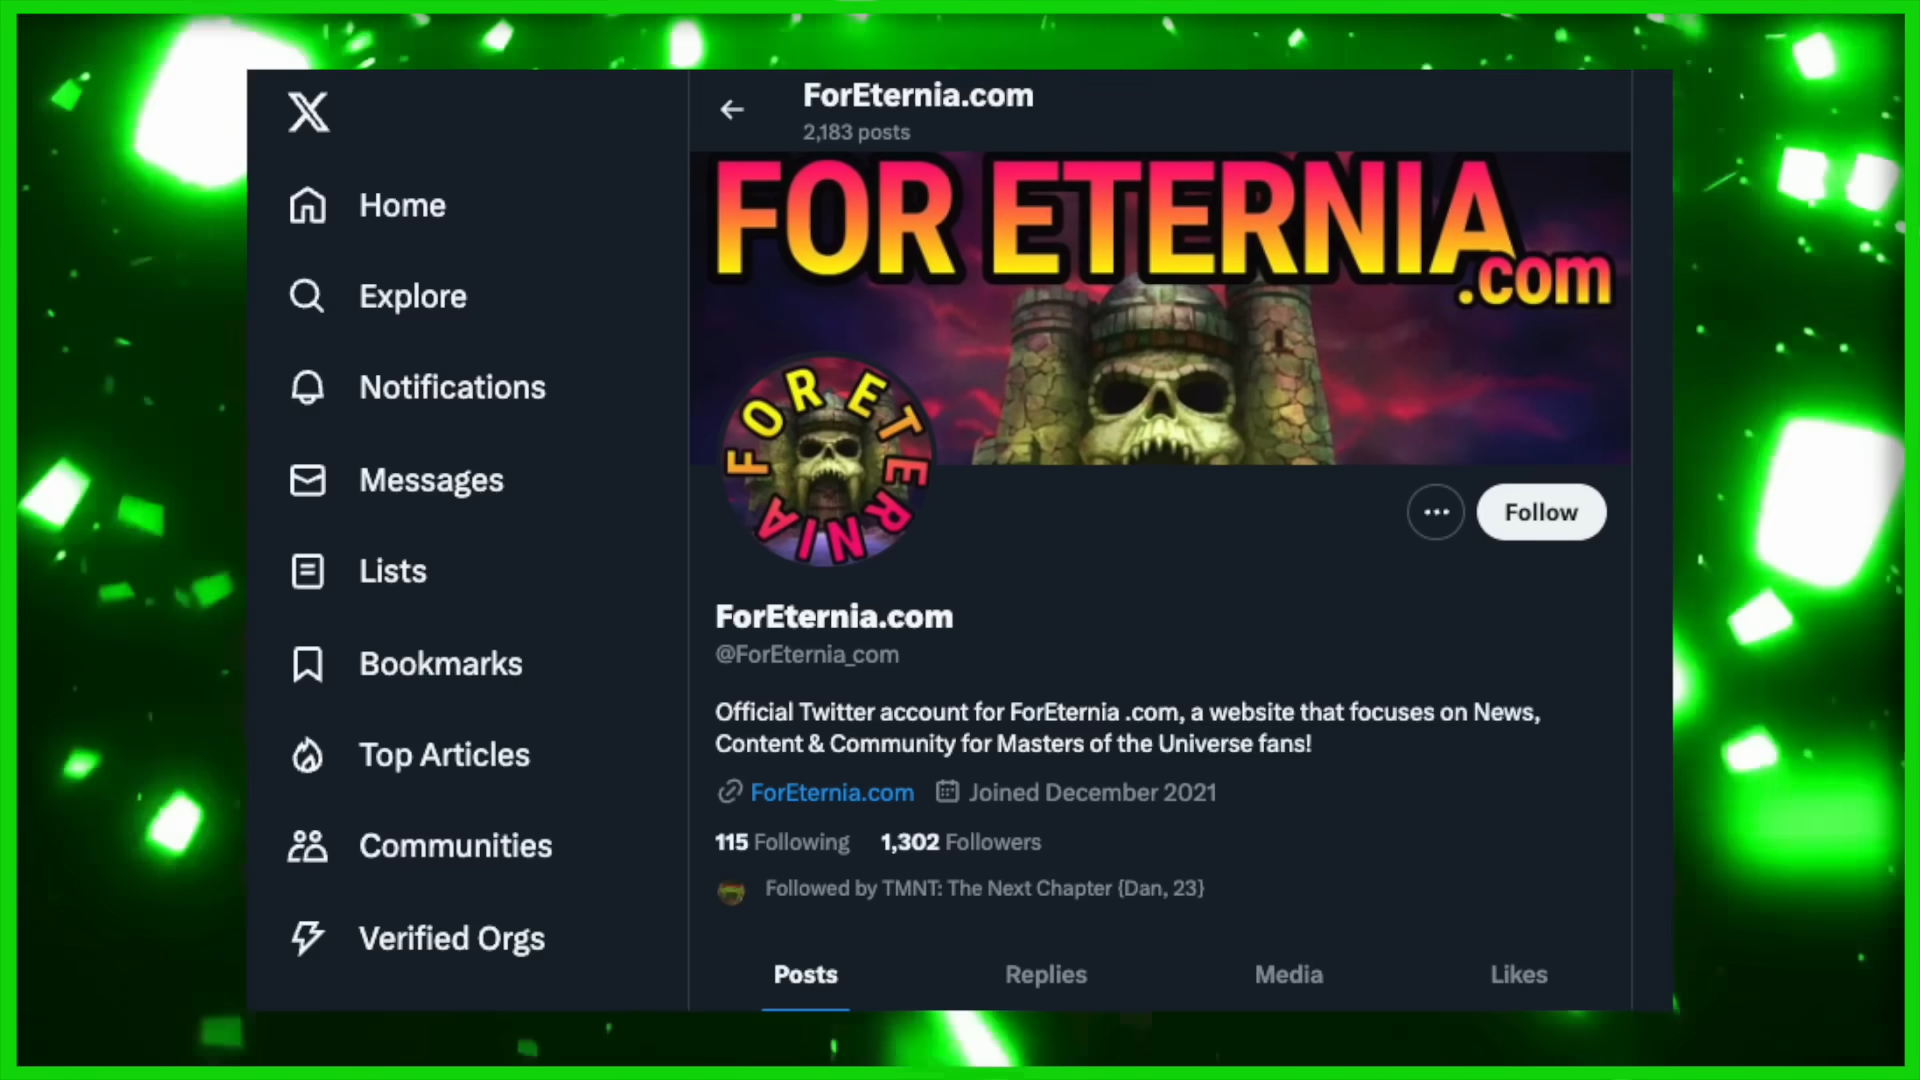 ForEternia.com
2,183 posts
Home
Explore
Notifications
Messages
Lists
Bookmarks
Top Articles
Communities
Verified Orgs
FOR ETERNIA
.com
FOR ETERNIA
Follow
ForEternia.com
@ForEternia_com
Official Twitter account for ForEternia .com, a website that focuses on News,
Content & Community for Masters of the Universe fans!
ForEternia.com Joined December 2021
115 Following 1,302 Followers
Followed by TMNT: The Next Chapter {Dan, 23}
Posts Replies Media Likes